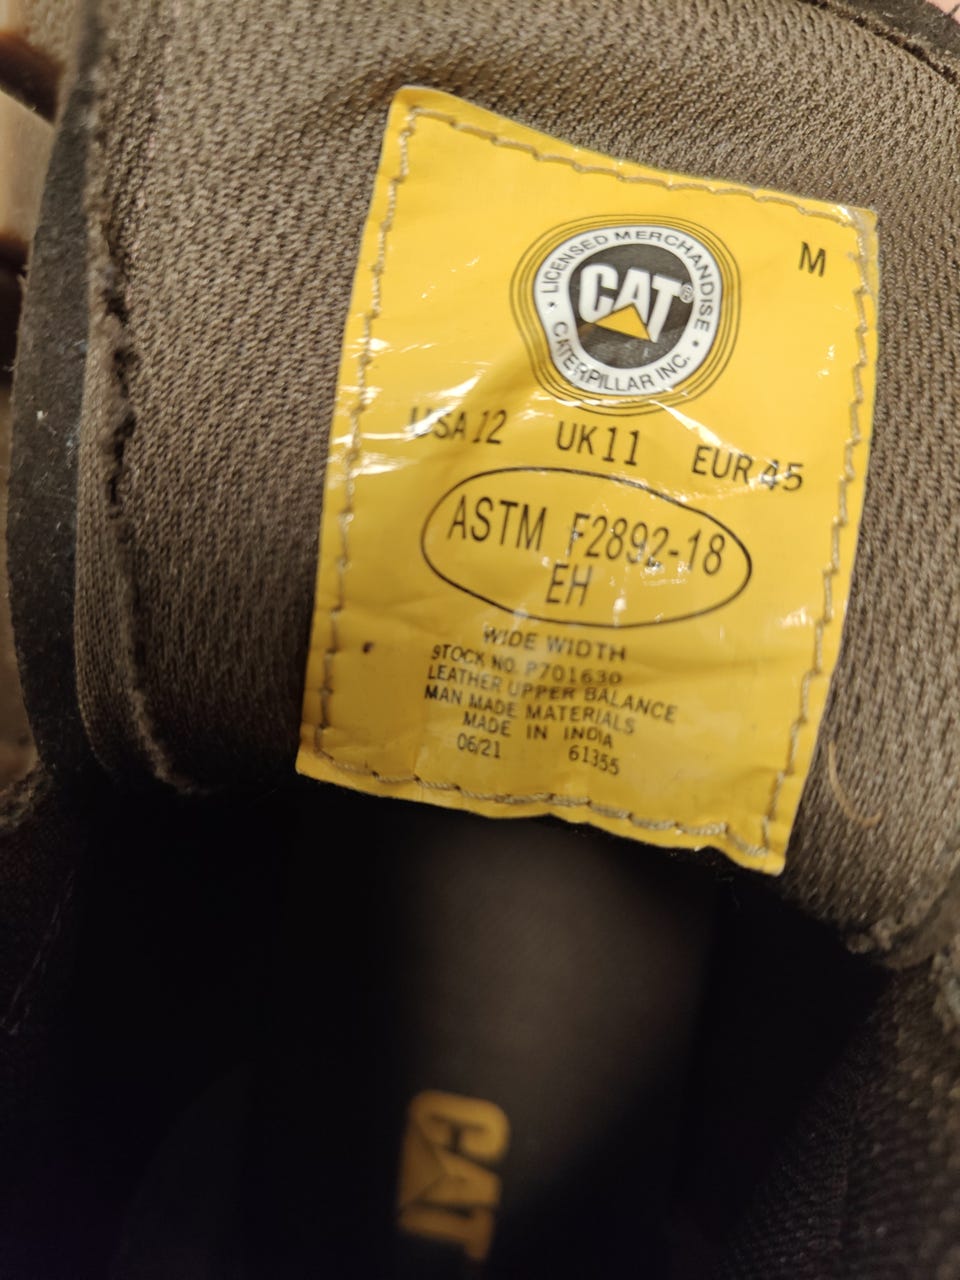 M
LICENSED MERCHANDISE
CAT®
CATERPILLAR INC.
USA 12 UK 11 EUR 45
ASTM F2892-18
EH
WIDE WIDTH
STOCK NO. P701630
LEATHER UPPER BALANCE
MAN MADE MATERIALS
MADE IN INDIA
06/21 61355
CAT